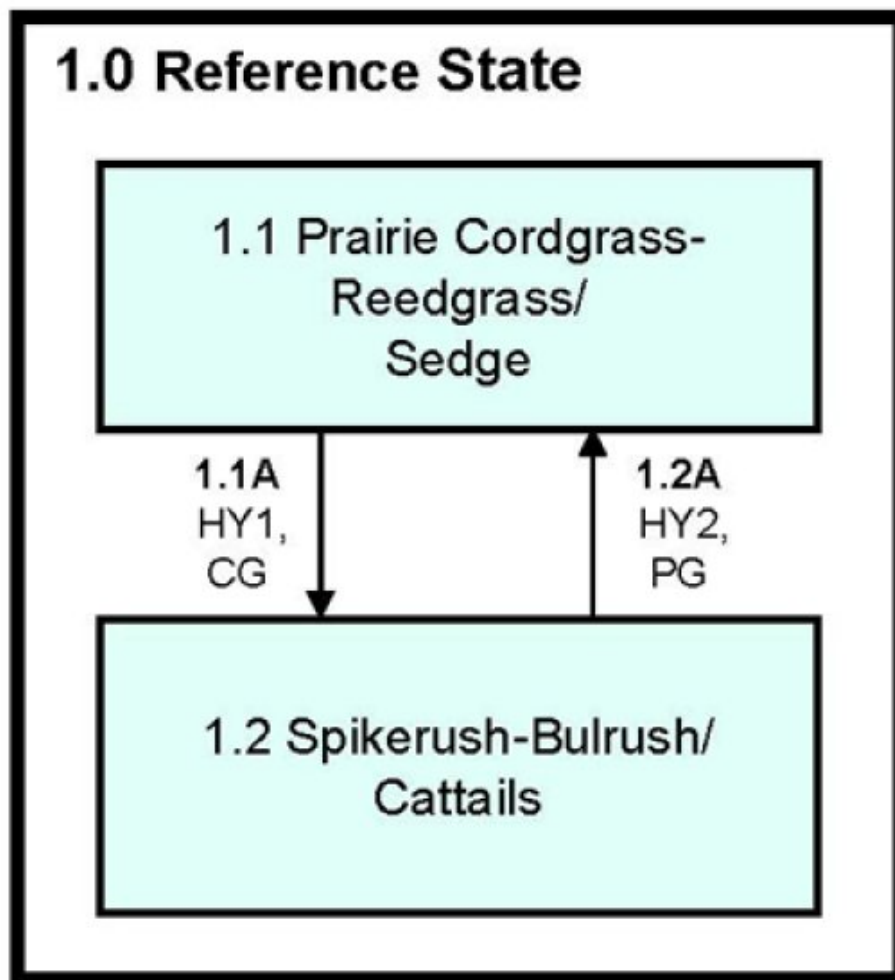 1.0 Reference State
1.1 Prairie Cordgrass-
Reedgrass/
Sedge
1.1A
HY1,
CG
1.2A
HY2,
PG
1.2 Spikerush-Bulrush/
Cattails